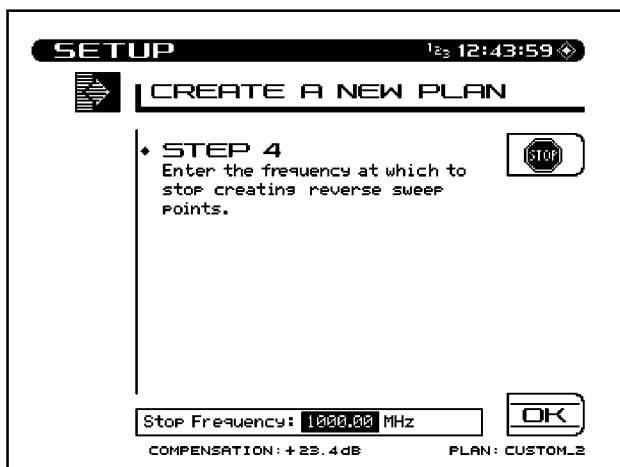 SETUP 123 12:43:59
CREATE A NEW PLAN
STEP 4
STOP
Enter the frequency at which to
stop creating reverse sweep
points.
Stop Frequency: 1000.00 MHz
OK
COMPENSATION: +23.4dB PLAN: CUSTOM_2